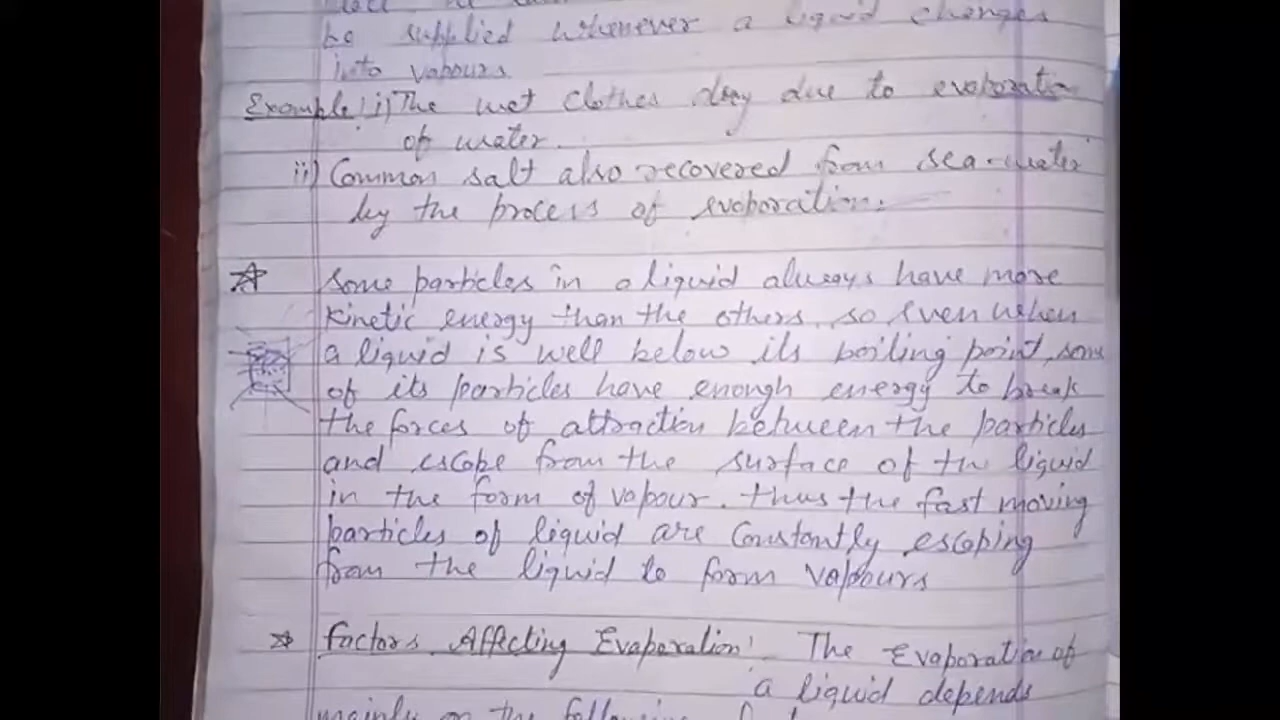 be supplied whenever a liquid changes
into vapours.
Example: i) The wet clothes dry due to evaporation
of water.
ii) Common salt also recovered from sea-water
by the process of evaporation.
Some particles in a liquid always have more
kinetic energy than the others. so even when
a liquid is well below its boiling point, some
of its particles have enough energy to break
the forces of attraction between the particles
and escape from the surface of the liquid
in the form of vapour. Thus the fast moving
particles of liquid are Constantly escaping
from the liquid to form vapours
factors Affecting Evaporation: The Evaporation of
a liquid depends
mainly on the following